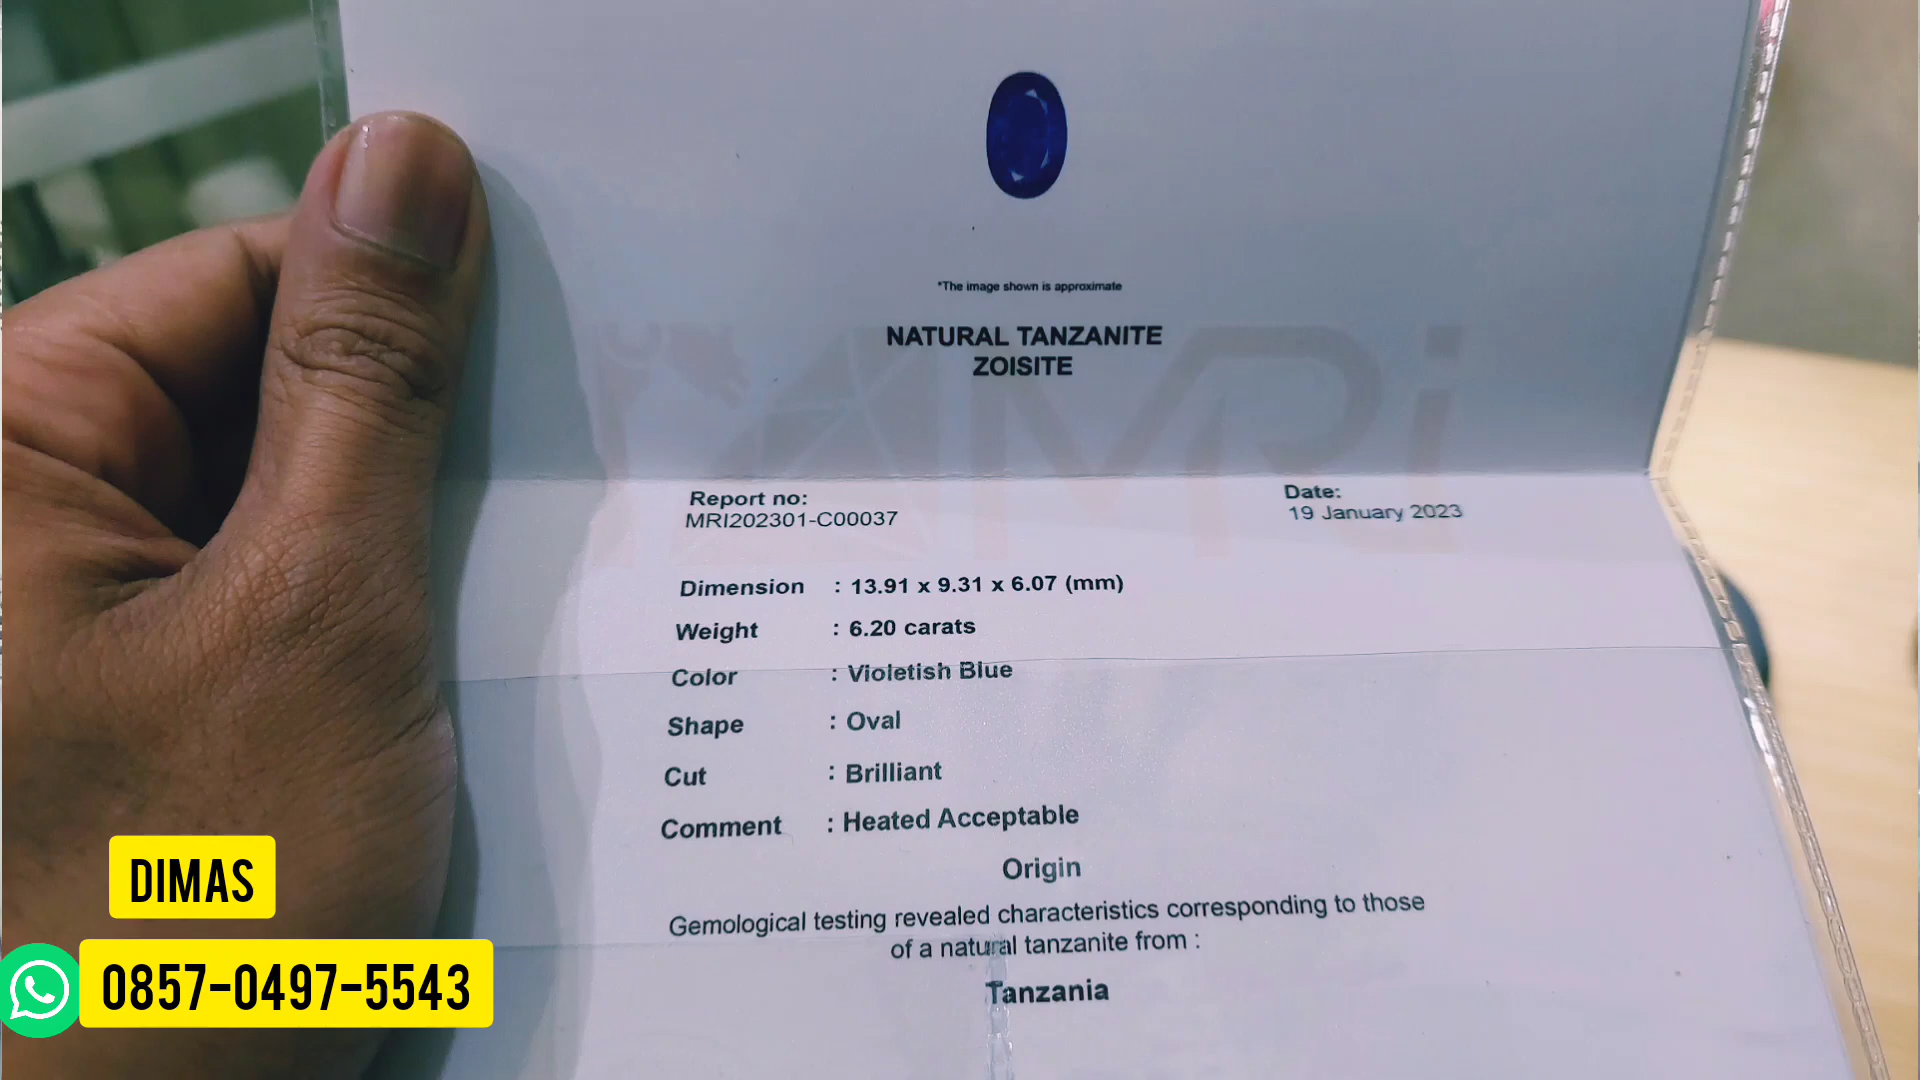 *The image shown is approximate
NATURAL TANZANITE
ZOISITE
MRI
Report no:
MRI202301-C00037
Date:
19 January 2023
Dimension : 13.91 x 9.31 x 6.07 (mm)
Weight : 6.20 carats
Color : Violetish Blue
Shape : Oval
Cut : Brilliant
Comment : Heated Acceptable
Origin
Gemological testing revealed characteristics corresponding to those
of a natural tanzanite from :
Tanzania
DIMAS
0857-0497-5543